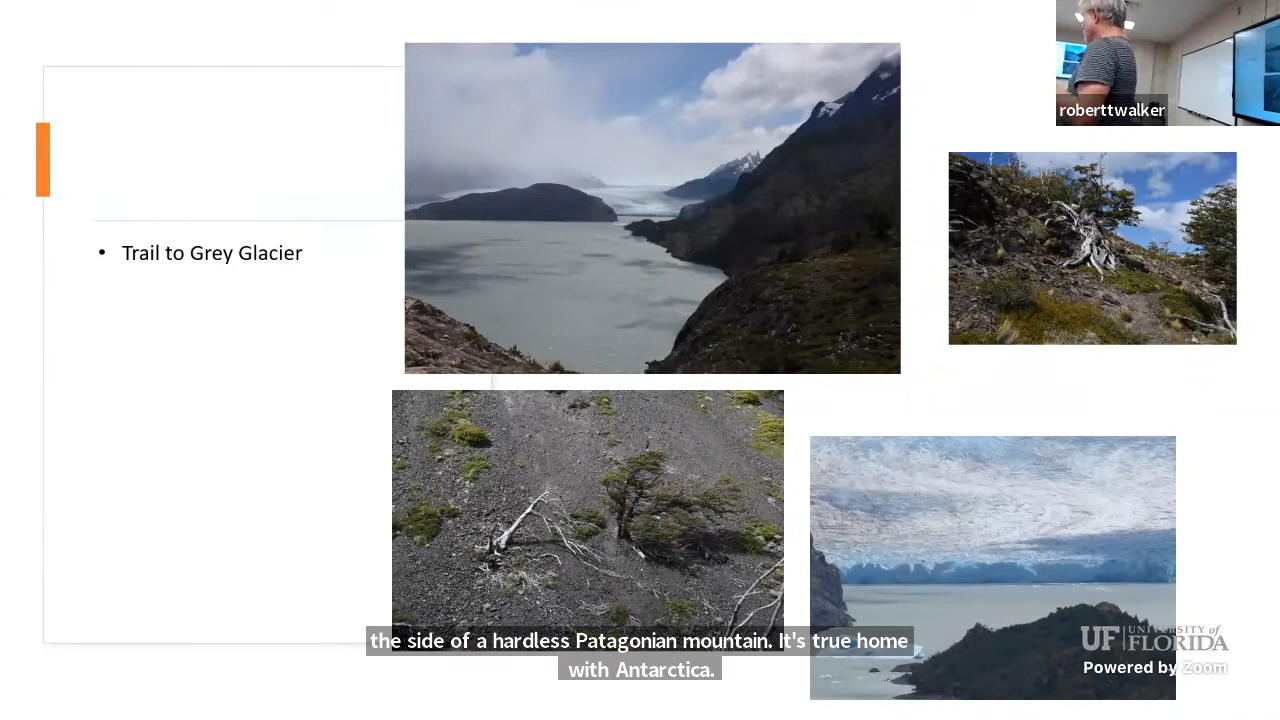 roberttwalker
• Trail to Grey Glacier
the side of a hardless Patagonian mountain. It's true home
with Antarctica.
UF UNIVERSITY of
FLORIDA
Powered by Zoom